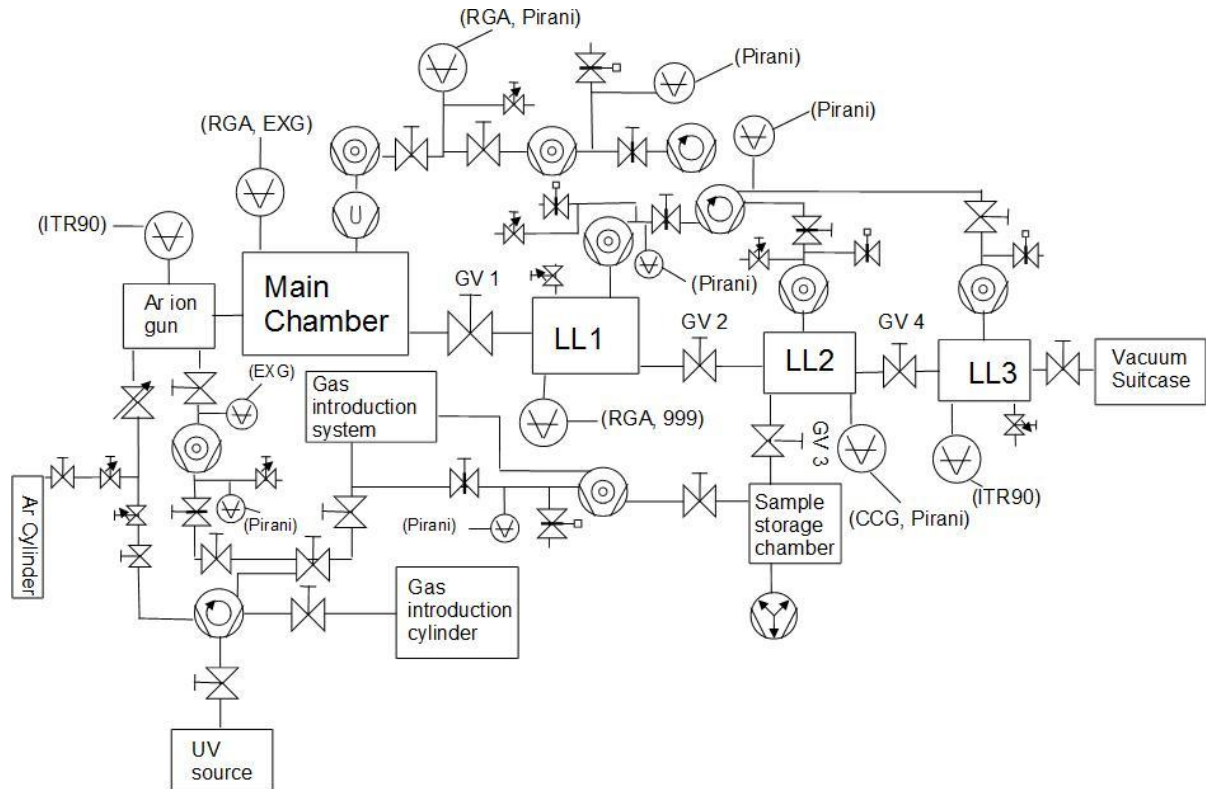 (RGA, Pirani)
(Pirani)
(Pirani)
(RGA, EXG)
(ITR90)
U
(Pirani)
Main
Chamber
GV 1
Ar ion
gun
LL1
GV 2
LL2
GV 4
LL3
Vacuum
Suitcase
(EXG)
Gas
introduction
system
(RGA, 999)
GV 3
(ITR90)
Ar Cylinder
(Pirani)
(Pirani)
Sample
storage
chamber
(CCG, Pirani)
Gas
introduction
cylinder
UV
source